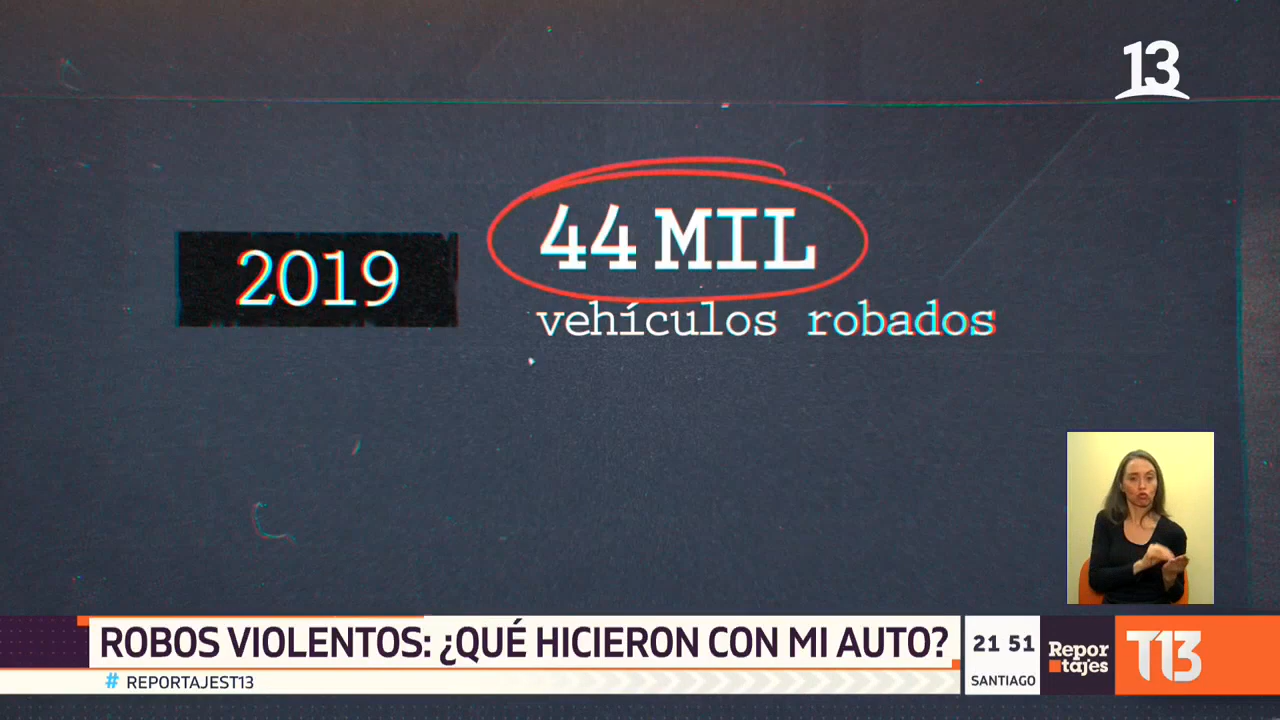 13
2019
44 MIL
vehículos robados
ROBOS VIOLENTOS: ¿QUÉ HICIERON CON MI AUTO?
# REPORTAJEST13
21 51
SANTIAGO
Repor
tajes
T13